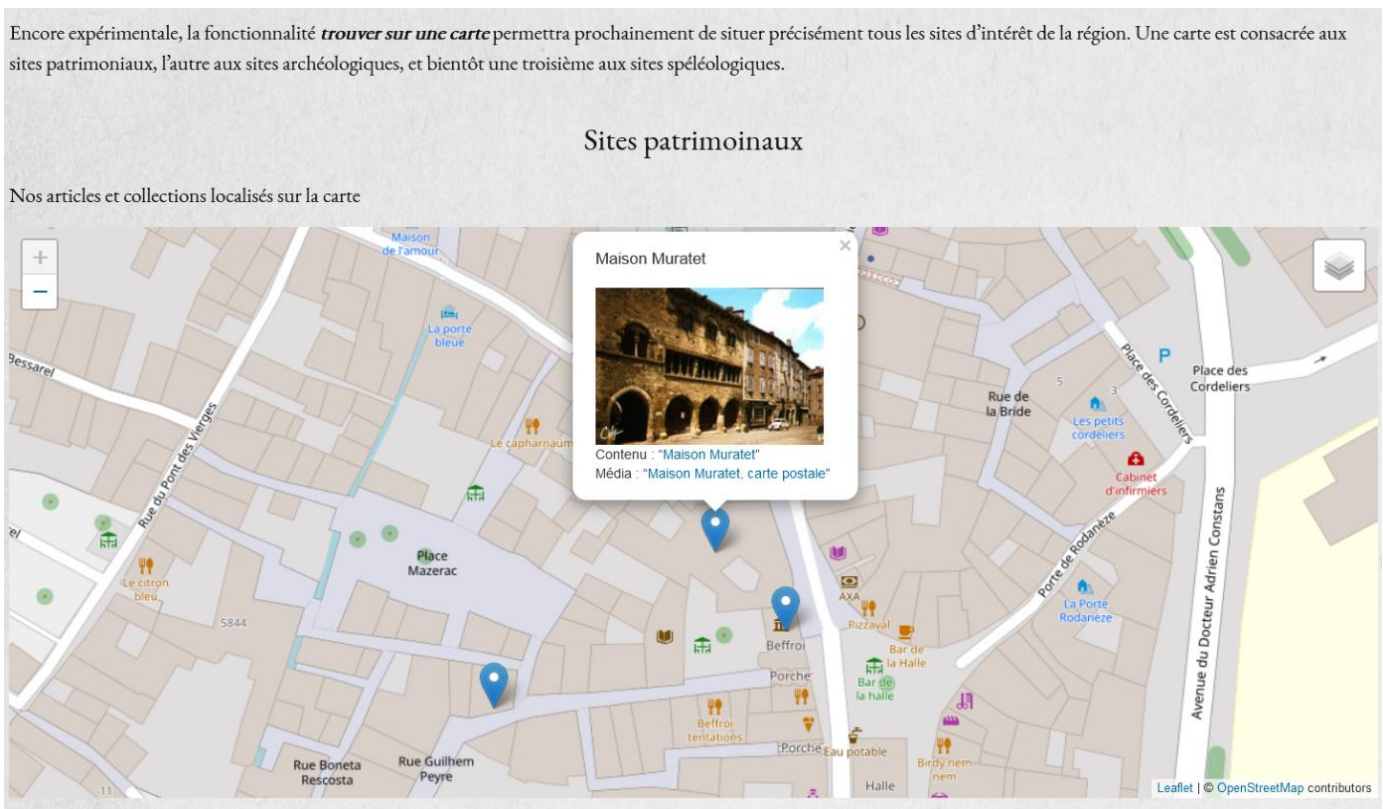 Encore expérimentale, la fonctionnalité trouver sur une carte permettra prochainement de situer précisément tous les sites d’intérêt de la région. Une carte est consacrée aux
sites patrimoniaux, l’autre aux sites archéologiques, et bientôt une troisième aux sites spéléologiques.
Sites patrimoinaux
Nos articles et collections localisés sur la carte
+
−
Maison
de l'amour
Maison Muratet
×
Contenu : “Maison Muratet”
Média : “Maison Muratet, carte postale”
La porte
bleue
Bessarel
Rue du Pont des Vierges
Le capharnaum
Place
Mazerac
Le citron
bleu
5844
Rue Boneta
Rescosta
Rue Guilhem
Peyre
11
Beffroi
Porche
Beffroi
tentations
Porche
Eau potable
Halle
AXA
Pizzaval
Bar de
la Halle
Bar de
la halle
Birdy nem
nem
Rue de
la Bride
5
3
P
Place des Cordeliers
Place des
Cordeliers
Les petits
cordeliers
Cabinet
d'infirmiers
Porte de Rodanèze
La Porte
Rodanèze
Avenue du Docteur Adrien Constans
Leaflet | © OpenStreetMap contributors